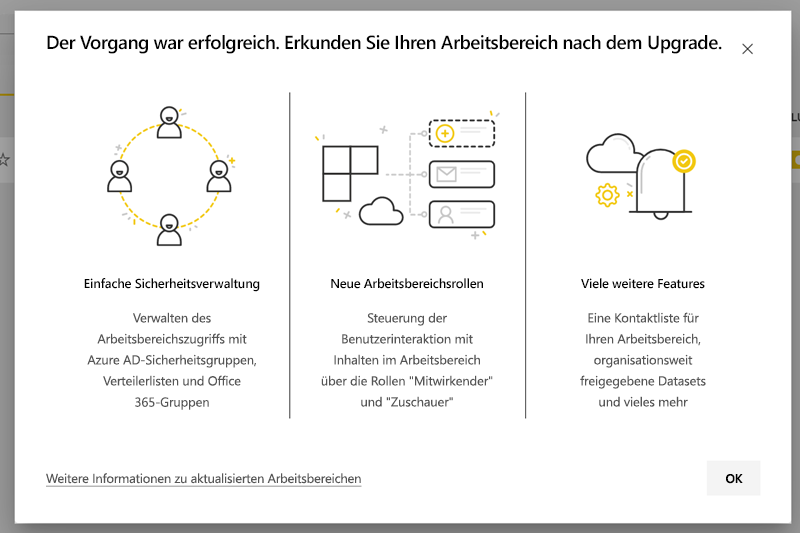 Der Vorgang war erfolgreich. Erkunden Sie Ihren Arbeitsbereich nach dem Upgrade.
Einfache Sicherheitsverwaltung
Verwalten des
Arbeitsbereichszugriffs mit
Azure AD-Sicherheitsgruppen,
Verteilerlisten und Office
365-Gruppen
Neue Arbeitsbereichsrollen
Steuerung der
Benutzerinteraktion mit
Inhalten im Arbeitsbereich
über die Rollen "Mitwirkender"
und "Zuschauer"
Viele weitere Features
Eine Kontaktliste für
Ihren Arbeitsbereich,
organisationsweit
freigegebene Datasets
und vieles mehr
Weitere Informationen zu aktualisierten Arbeitsbereichen
OK